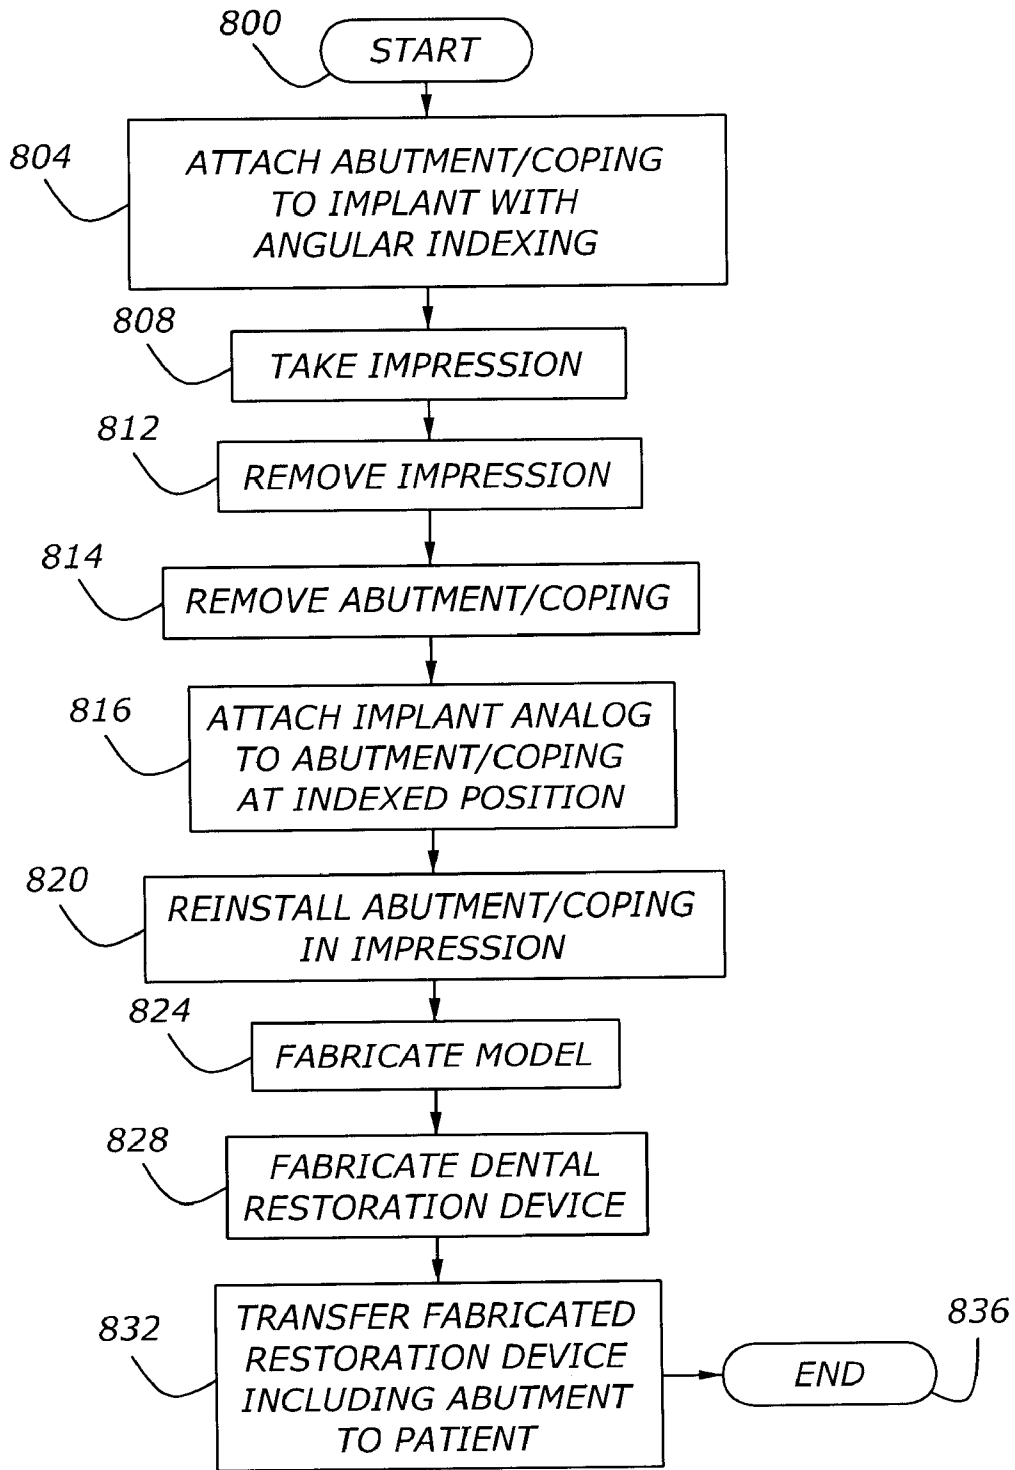 800
START
804
ATTACH ABUTMENT/COPING
TO IMPLANT WITH
ANGULAR INDEXING
808
TAKE IMPRESSION
812
REMOVE IMPRESSION
814
REMOVE ABUTMENT/COPING
816
ATTACH IMPLANT ANALOG
TO ABUTMENT/COPING
AT INDEXED POSITION
820
REINSTALL ABUTMENT/COPING
IN IMPRESSION
824
FABRICATE MODEL
828
FABRICATE DENTAL
RESTORATION DEVICE
832
TRANSFER FABRICATED
RESTORATION DEVICE
INCLUDING ABUTMENT
TO PATIENT
END
836